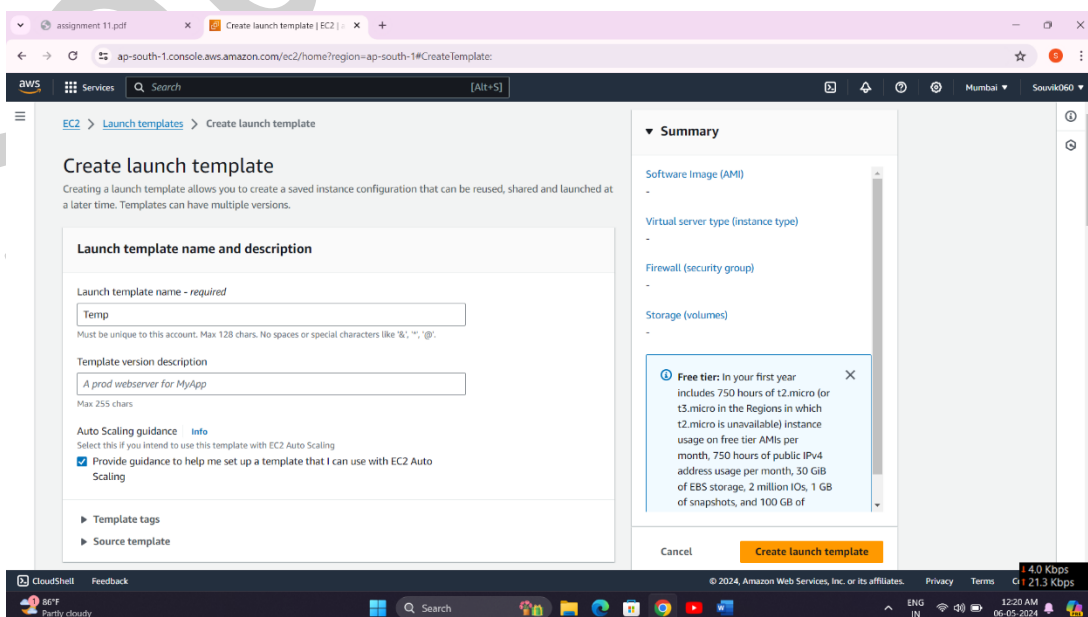 assignment 11.pdf
Create launch template | EC2 | a
ap-south-1.console.aws.amazon.com/ec2/home?region=ap-south-1#CreateTemplate:
aws Services Search [Alt+S] Mumbai Souvik060
EC2 > Launch templates > Create launch template
Create launch template
Creating a launch template allows you to create a saved instance configuration that can be reused, shared and launched at
a later time. Templates can have multiple versions.
Launch template name and description
Launch template name - required
Temp
Must be unique to this account. Max 128 chars. No spaces or special characters like '&', '*', '@'.
Template version description
A prod webserver for MyApp
Max 255 chars
Auto Scaling guidance Info
Select this if you intend to use this template with EC2 Auto Scaling
Provide guidance to help me set up a template that I can use with EC2 Auto
Scaling
Template tags
Source template
Summary
Software Image (AMI)
-
Virtual server type (instance type)
-
Firewall (security group)
-
Storage (volumes)
-
Free tier: In your first year
includes 750 hours of t2.micro (or
t3.micro in the Regions in which
t2.micro is unavailable) instance
usage on free tier AMIs per
month, 750 hours of public IPv4
address usage per month, 30 GiB
of EBS storage, 2 million IOs, 1 GB
of snapshots, and 100 GB of
Cancel Create launch template
CloudShell Feedback © 2024, Amazon Web Services, Inc. or its affiliates. Privacy Terms
4.0 Kbps
21.3 Kbps
86°F
Partly cloudy
Search
ENG
IN
12:20 AM
06-05-2024